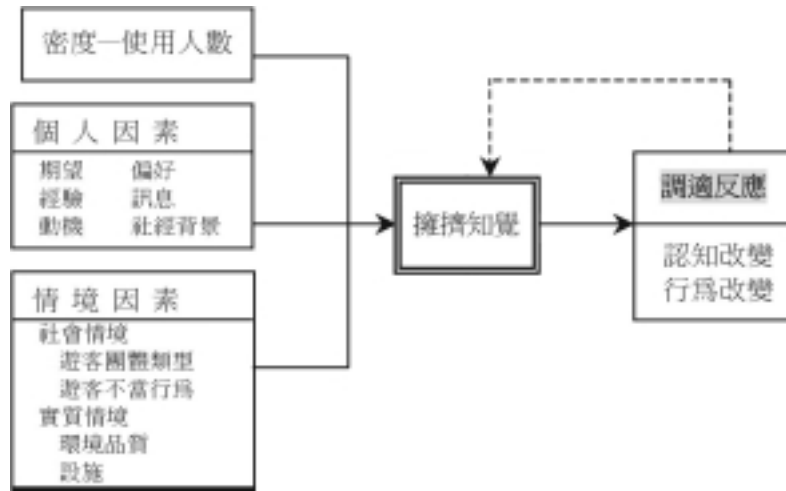 密度—使用人數
個人因素
期望 偏好
經驗 訊息
動機 社經背景
情境因素
社會情境
遊客團體類型
遊客不當行為
實質情境
環境品質
設施
擁擠知覺
調適反應
認知改變
行為改變